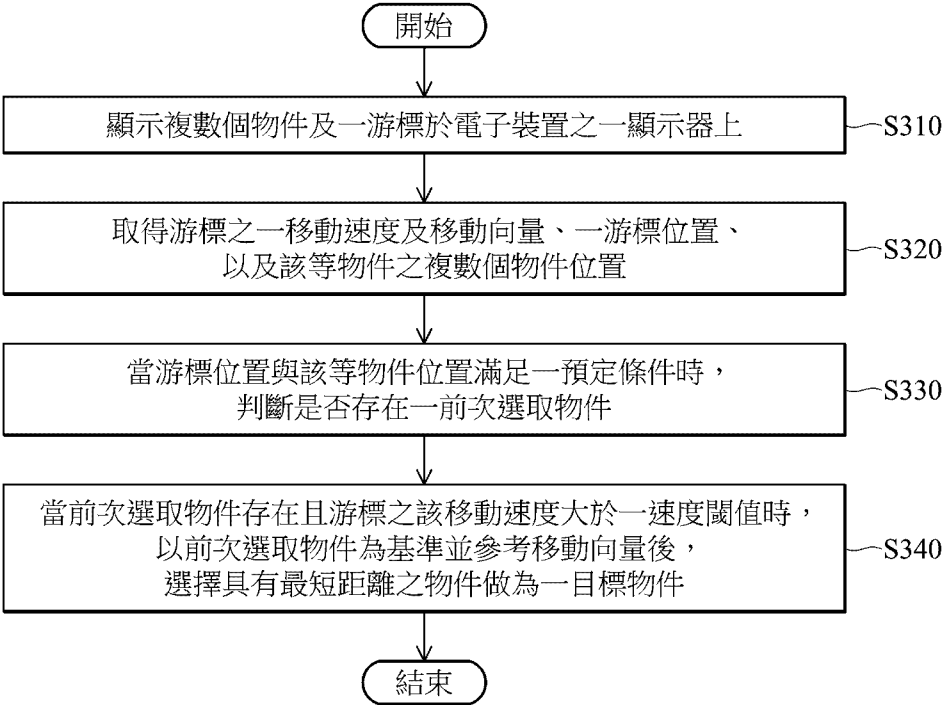 開始
顯示複數個物件及一游標於電子裝置之一顯示器上
S310
取得游標之一移動速度及移動向量、一游標位置、
以及該等物件之複數個物件位置
S320
當游標位置與該等物件位置滿足一預定條件時，
判斷是否存在一前次選取物件
S330
當前次選取物件存在且游標之該移動速度大於一速度閾值時，
以前次選取物件為基準並參考移動向量後，
選擇具有最短距離之物件做為一目標物件
S340
結束